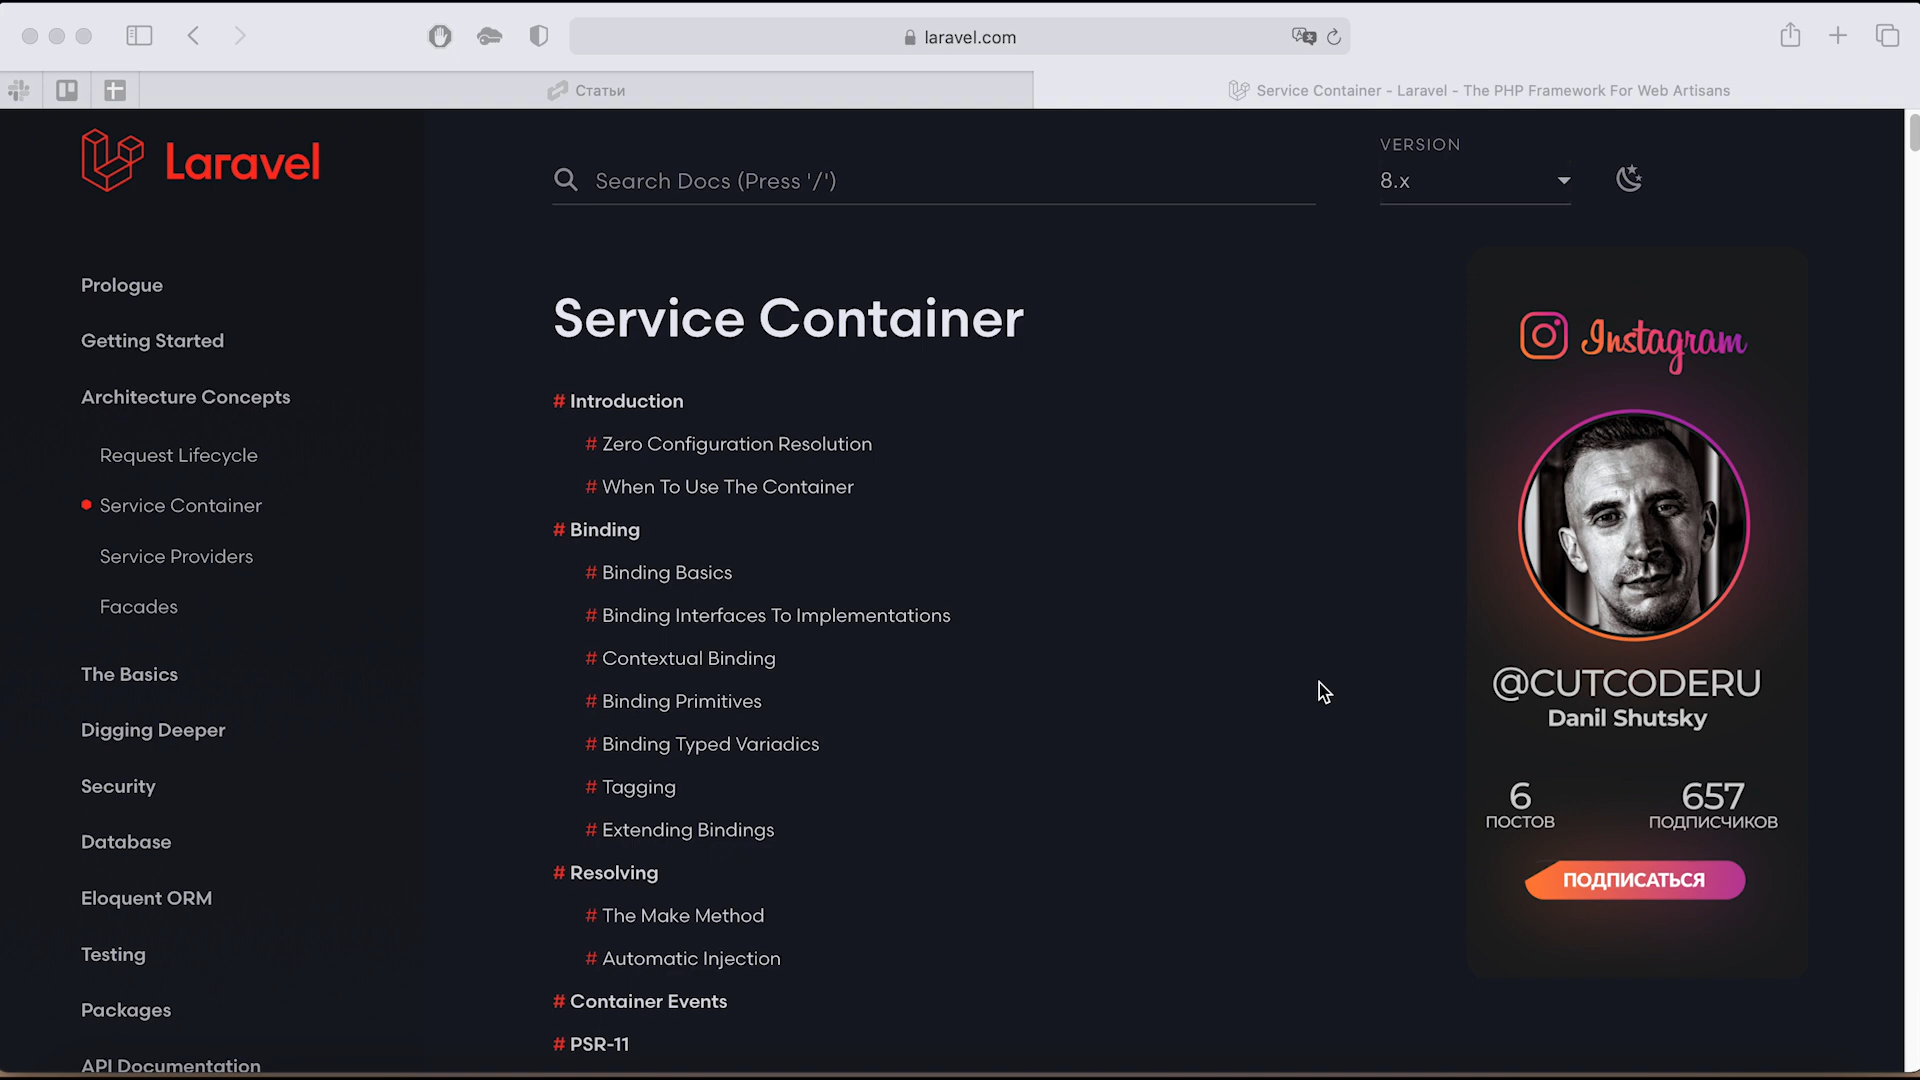 laravel.com
Статьи
Service Container - Laravel - The PHP Framework For Web Artisans
Laravel
Search Docs (Press '/')
VERSION
8.x
Prologue
Getting Started
Architecture Concepts
Request Lifecycle
Service Container
Service Providers
Facades
The Basics
Digging Deeper
Security
Database
Eloquent ORM
Testing
Packages
API Documentation
Service Container
# Introduction
# Zero Configuration Resolution
# When To Use The Container
# Binding
# Binding Basics
# Binding Interfaces To Implementations
# Contextual Binding
# Binding Primitives
# Binding Typed Variadics
# Tagging
# Extending Bindings
# Resolving
# The Make Method
# Automatic Injection
# Container Events
# PSR-11
Instagram
@CUTCODERU
Danil Shutsky
6
ПОСТОВ
657
ПОДПИСЧИКОВ
ПОДПИСАТЬСЯ